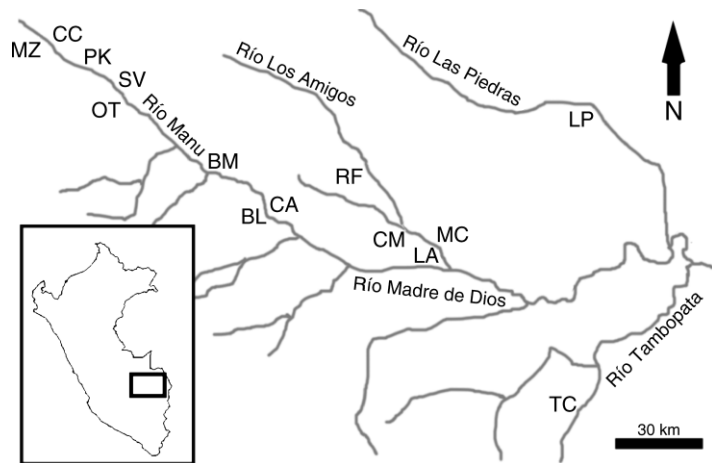 CC
MZ
PK
SV
OT
Río Manu
BM
BL
CA
Río Los Amigos
RF
CM
MC
LA
Río Madre de Dios
Río Las Piedras
LP
N
Río Tambopata
TC
30 km